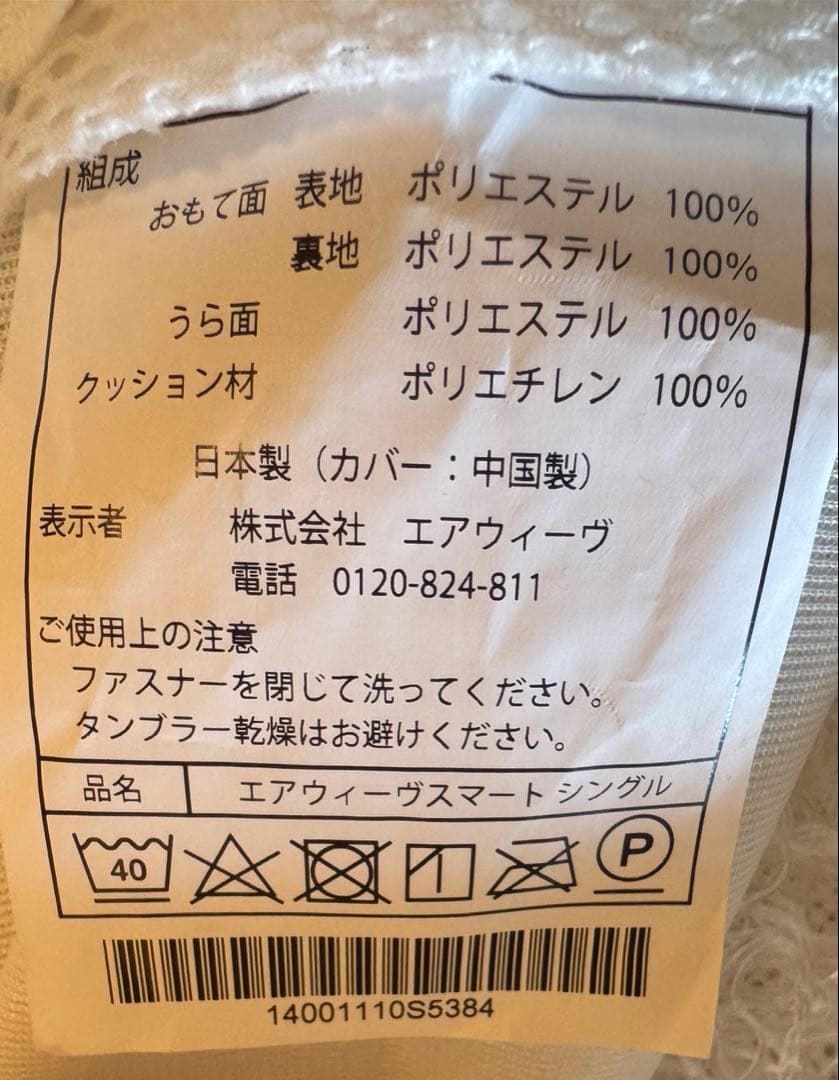 組成
おもて面 表地 ポリエステル 100%
裏地 ポリエステル 100%
うら面 ポリエステル 100%
クッション材 ポリエチレン 100%
日本製（カバー：中国製）
表示者 株式会社 エアウィーヴ
電話 0120-824-811
ご使用上の注意
ファスナーを閉じて洗ってください。
タンブラー乾燥はお避けください。
品名 エアウィーヴスマート シングル
40 P
14001110S5384